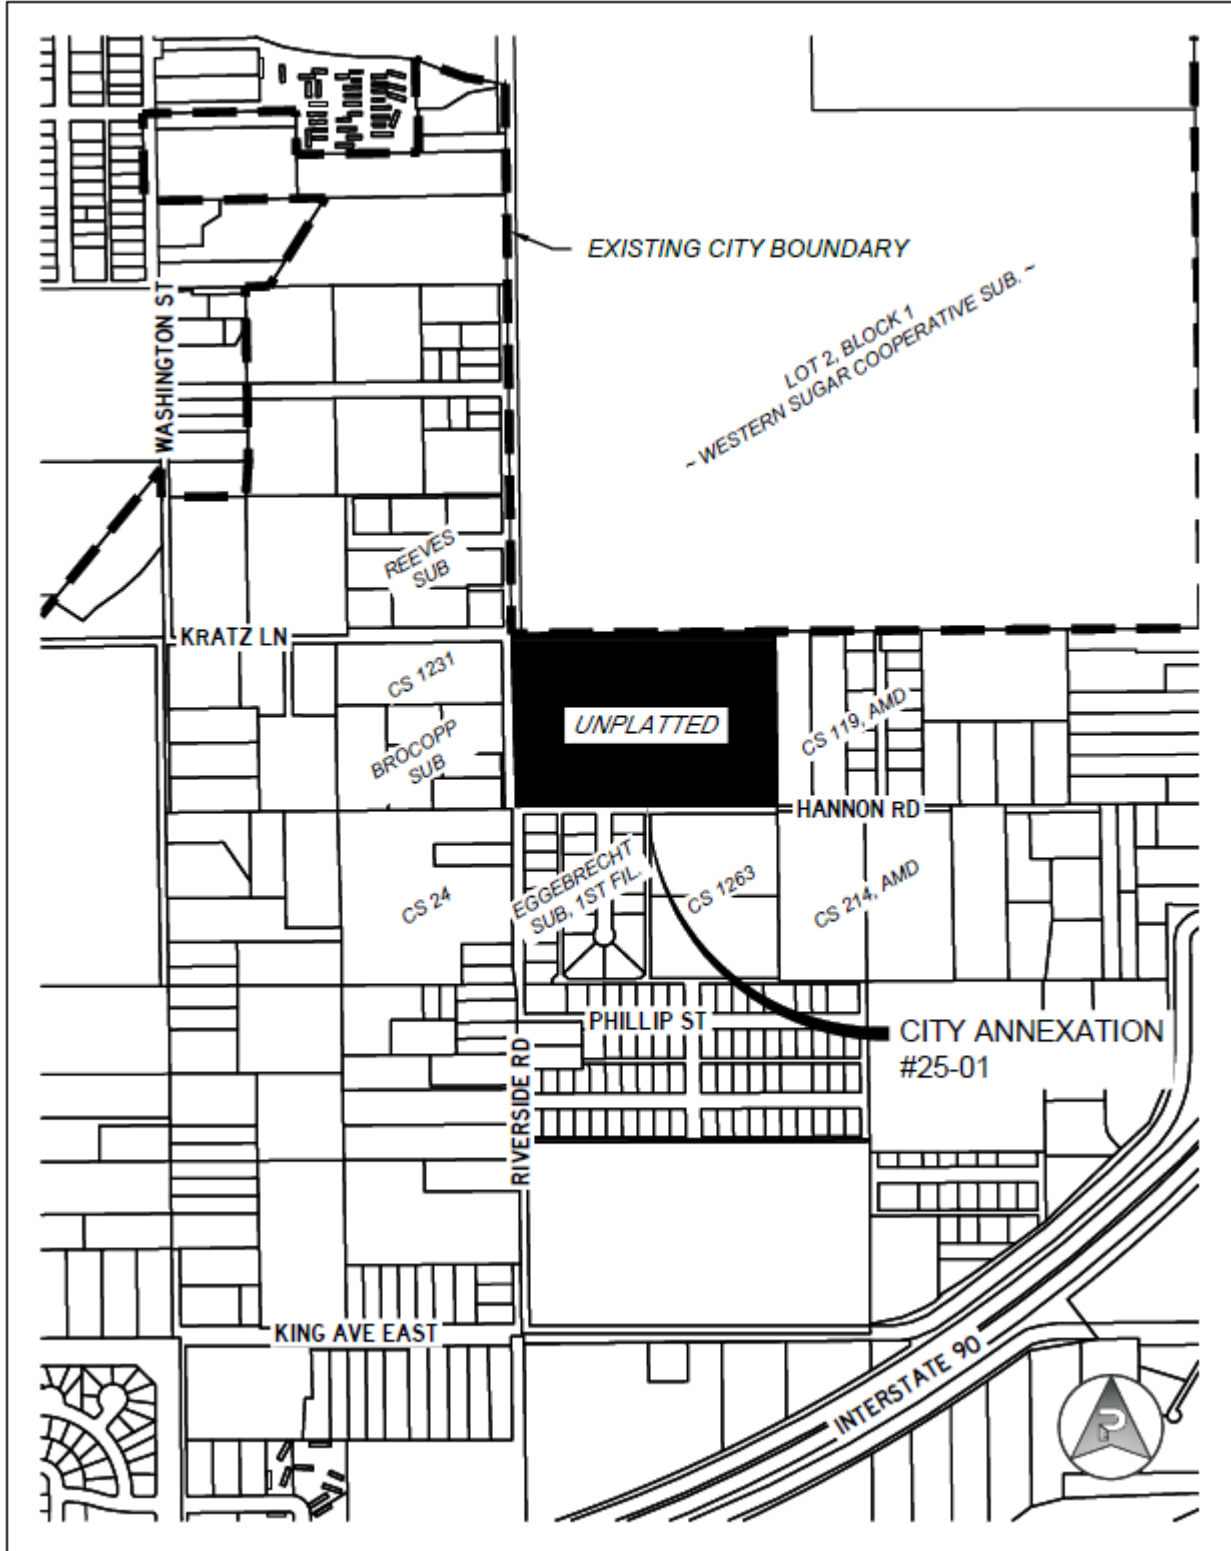 EXISTING CITY BOUNDARY
WASHINGTON ST
LOT 2, BLOCK 1
~ WESTERN SUGAR COOPERATIVE SUB. ~
REEVES
SUB
KRATZ LN
CS 1231
UNPLATTED
CS 119, AMD
BROCOPP
SUB
HANNON RD
EGGEBRECHT
SUB, 1ST FIL.
CS 24
CS 1263
CS 214, AMD
PHILLIP ST
CITY ANNEXATION
#25-01
RIVERSIDE RD
KING AVE EAST
INTERSTATE 90